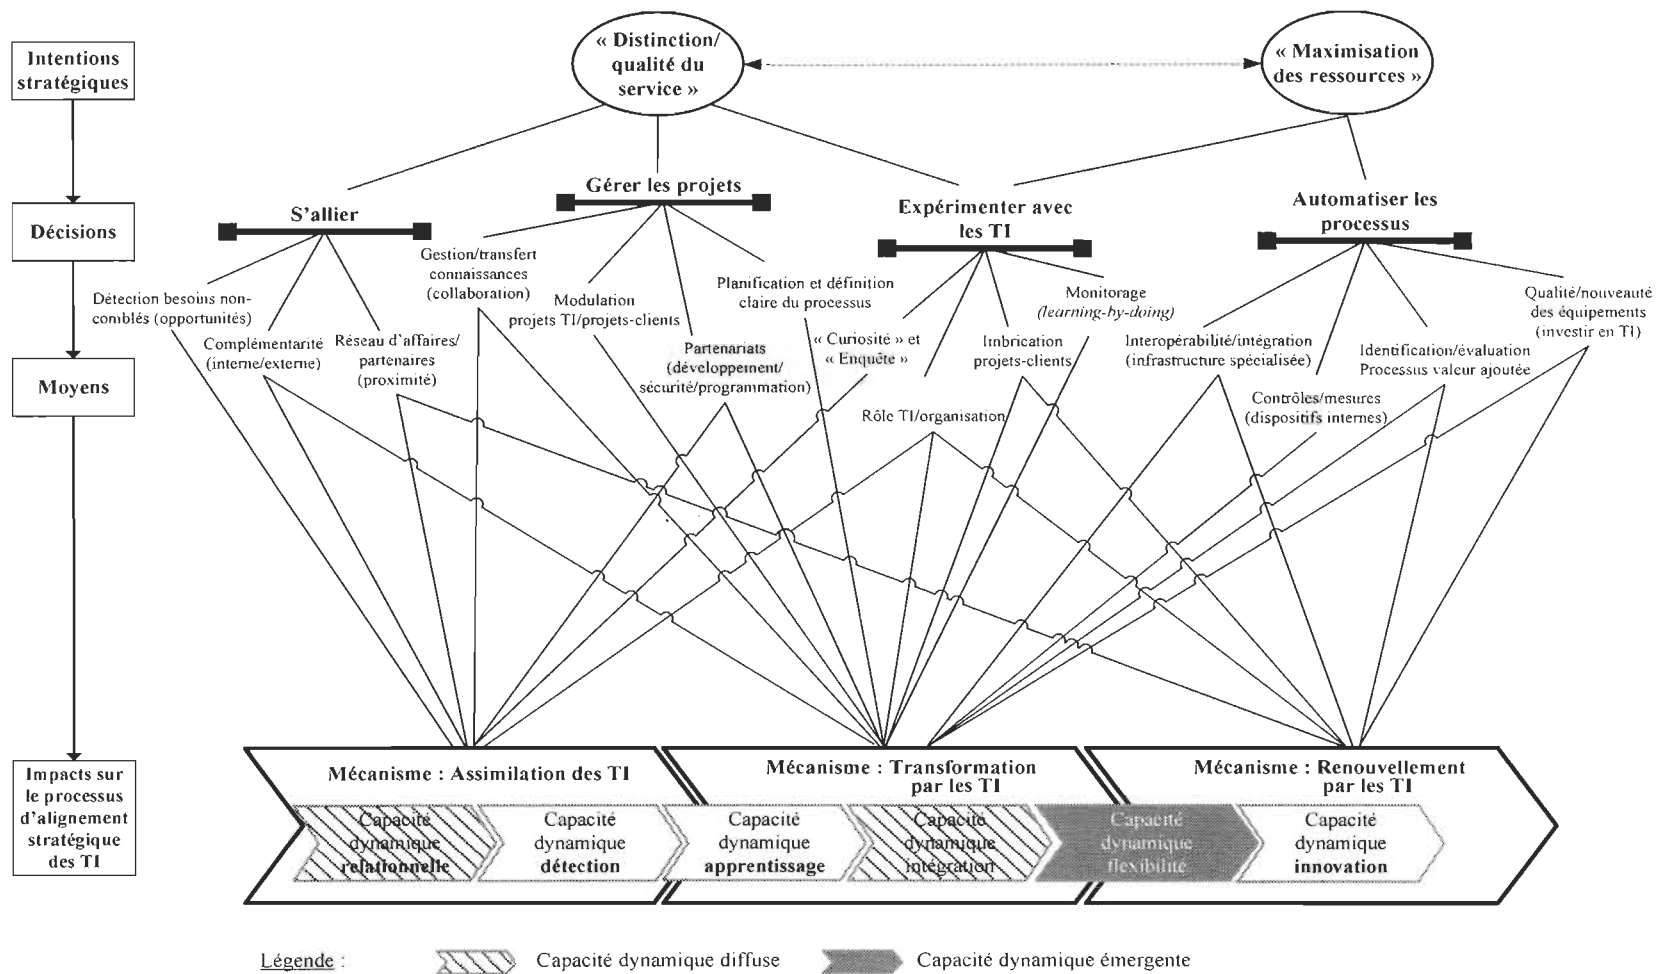 Intentions
stratégiques
Décisions
Moyens
Impacts sur
le processus
d'alignement
stratégique
des TI
« Distinction/
qualité du
service »
« Maximisation
des ressources »
S'allier
Gérer les projets
Expérimenter avec
les TI
Automatiser les
processus
Détection besoins non-
comblés (opportunités)
Complémentarité
(interne/externe)
Réseau d'affaires/
partenaires
(proximité)
Gestion/transfert
connaissances
(collaboration)
Modulation
projets TI/projets-clients
Partenariats
(développement/
sécurité/programmation)
Planification et définition
claire du processus
« Curiosité » et
« Enquête »
Rôle TI/organisation
Imbrication
projets-clients
Monitorage
(learning-by-doing)
Interopérabilité/intégration
(infrastructure spécialisée)
Contrôles/mesures
(dispositifs internes)
Identification/évaluation
Processus valeur ajoutée
Qualité/nouveauté
des équipements
(investir en TI)
Mécanisme : Assimilation des TI
Mécanisme : Transformation
par les TI
Mécanisme : Renouvellement
par les TI
Capacité
dynamique
relationnelle
Capacité
dynamique
détection
Capacité
dynamique
apprentissage
Capacité
dynamique
intégration
Capacité
dynamique
flexibilité
Capacité
dynamique
innovation
Légende :
Capacité dynamique diffuse
Capacité dynamique émergente